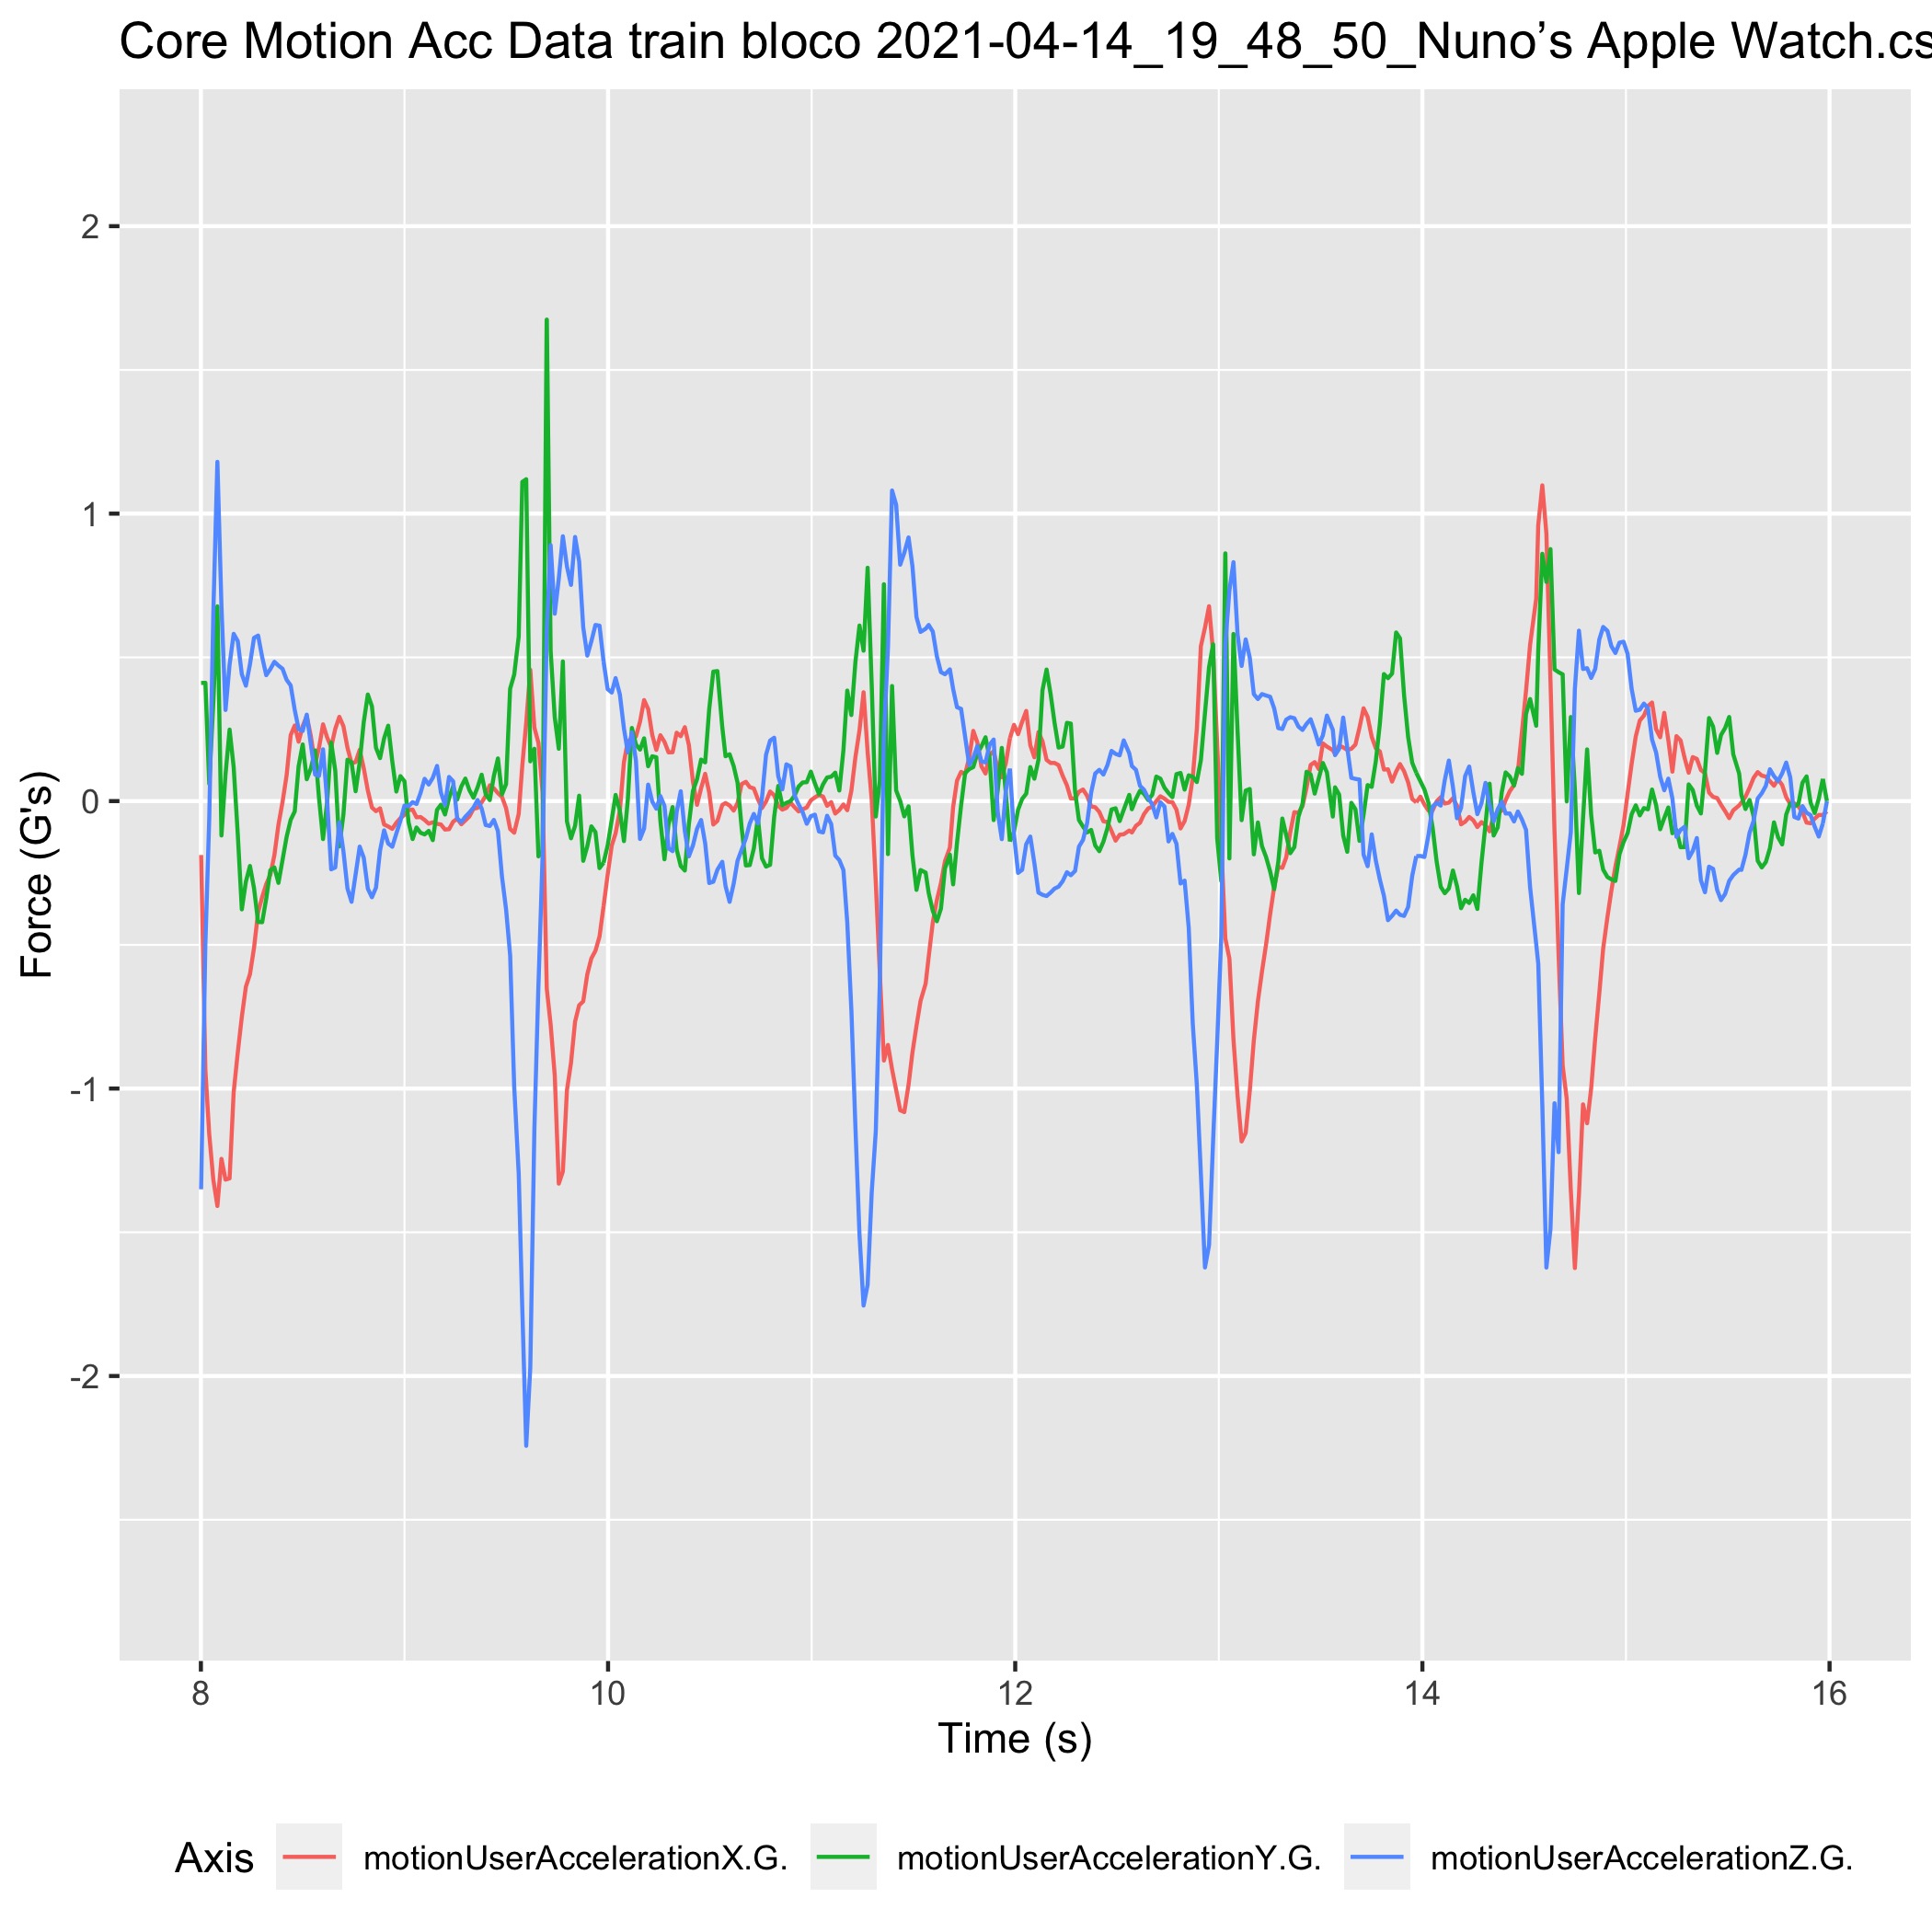 Core Motion Acc Data train bloco 2021-04-14_19_48_50_Nuno’s Apple Watch.cs
2
1
0
-1
-2
Force (G's)
8 10 12 14 16
Time (s)
Axis motionUserAccelerationX.G. motionUserAccelerationY.G. motionUserAccelerationZ.G.